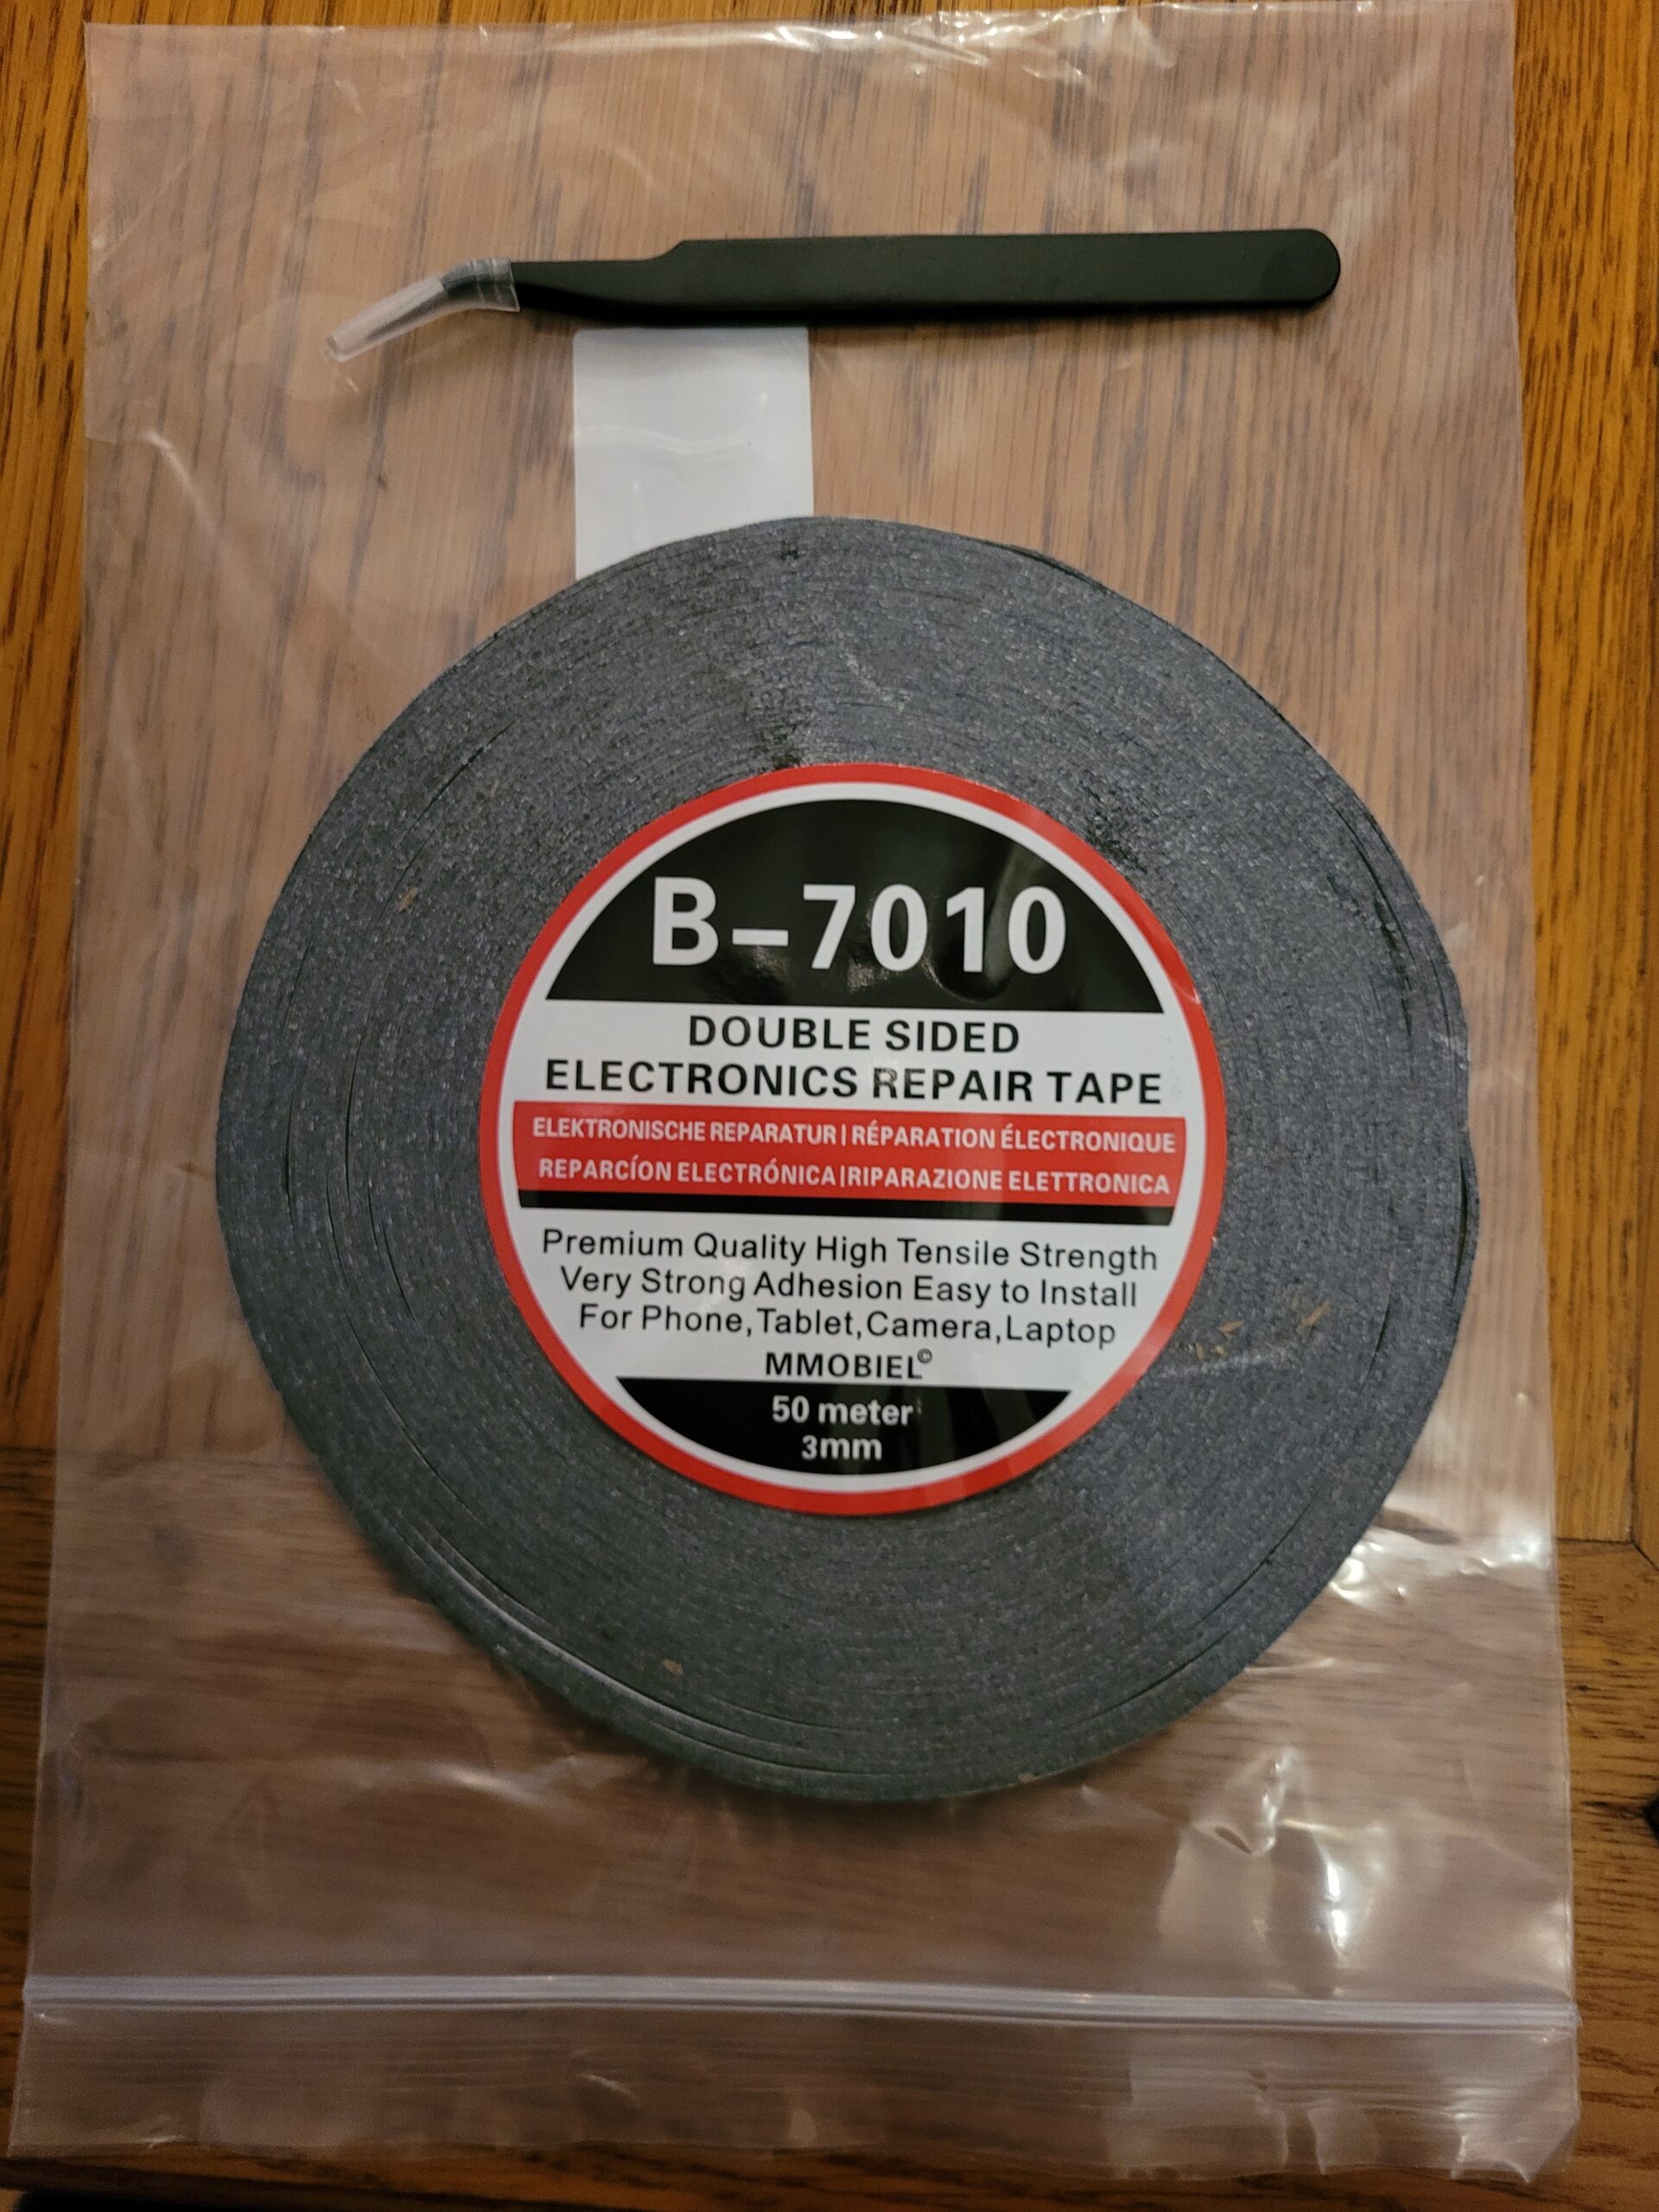 B-7010
DOUBLE SIDED
ELECTRONICS REPAIR TAPE
ELEKTRONISCHE REPARATUR | RÉPARATION ÉLECTRONIQUE
REPARCÍON ELECTRÓNICA | RIPARAZIONE ELETTRONICA
Premium Quality High Tensile Strength
Very Strong Adhesion Easy to Install
For Phone,Tablet,Camera,Laptop
MMOBIEL©
50 meter
3mm